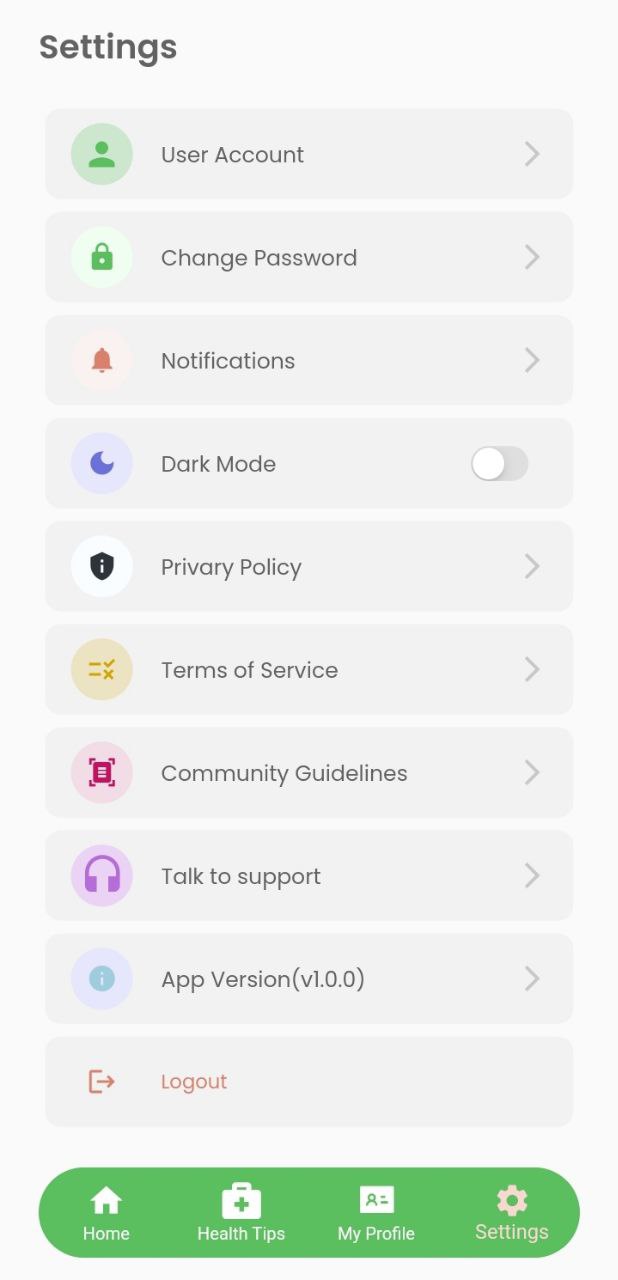 Settings
User Account
Change Password
Notifications
Dark Mode
Privary Policy
Terms of Service
Community Guidelines
Talk to support
App Version(v1.0.0)
Logout
Home Health Tips My Profile Settings